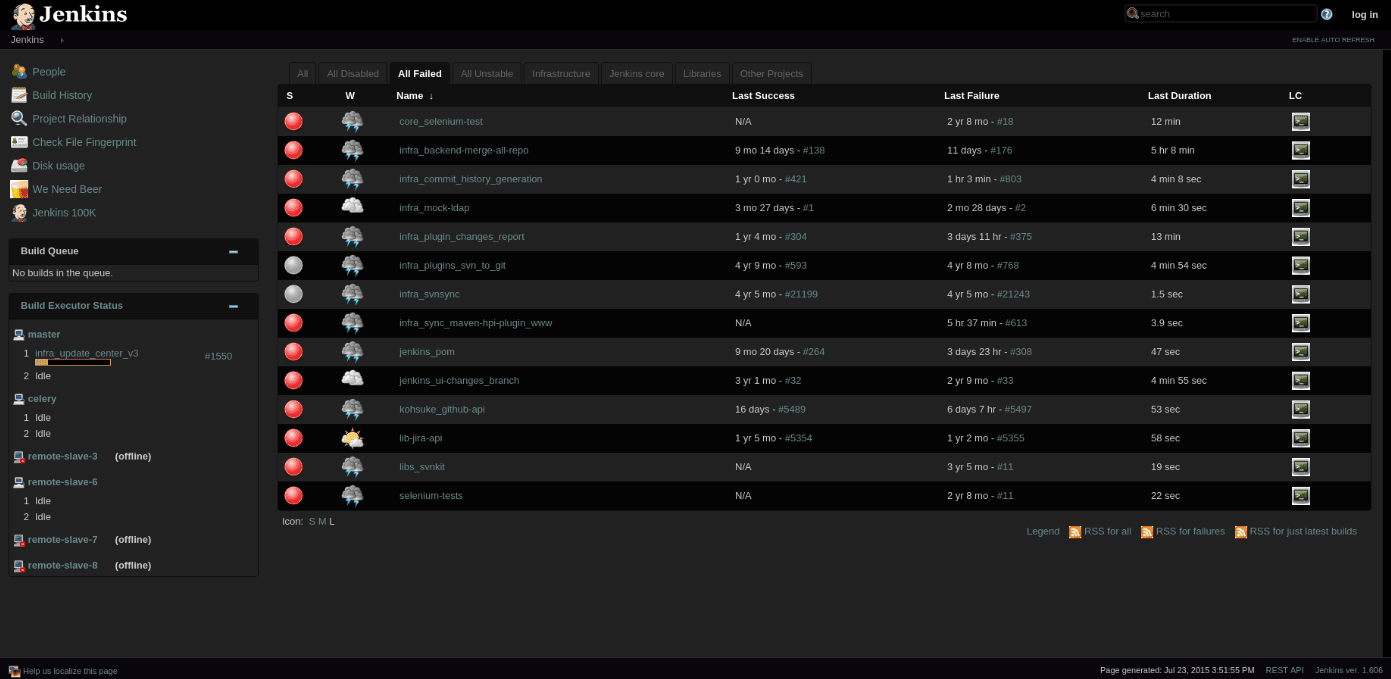 Jenkins
search
log in
Jenkins
ENABLE AUTO REFRESH
People
Build History
Project Relationship
Check File Fingerprint
Disk usage
We Need Beer
Jenkins 100K
Build Queue
No builds in the queue.
Build Executor Status
master
1 infra_update_center_v3 #1550
2 Idle
celery
1 Idle
2 Idle
remote-slave-3 (offline)
remote-slave-6
1 Idle
2 Idle
remote-slave-7 (offline)
remote-slave-8 (offline)
All All Disabled All Failed All Unstable Infrastructure Jenkins core Libraries Other Projects
S W Name ↓ Last Success Last Failure Last Duration LC
core_selenium-test N/A 2 yr 8 mo - #18 12 min
infra_backend-merge-all-repo 9 mo 14 days - #138 11 days - #176 5 hr 8 min
infra_commit_history_generation 1 yr 0 mo - #421 1 hr 3 min - #803 4 min 8 sec
infra_mock-ldap 3 mo 27 days - #1 2 mo 28 days - #2 6 min 30 sec
infra_plugin_changes_report 1 yr 4 mo - #304 3 days 11 hr - #375 13 min
infra_plugins_svn_to_git 4 yr 9 mo - #593 4 yr 8 mo - #768 4 min 54 sec
infra_svnsync 4 yr 5 mo - #21199 4 yr 5 mo - #21243 1.5 sec
infra_sync_maven-hpi-plugin_www N/A 5 hr 37 min - #613 3.9 sec
jenkins_pom 9 mo 20 days - #264 3 days 23 hr - #308 47 sec
jenkins_ui-changes_branch 3 yr 1 mo - #32 2 yr 9 mo - #33 4 min 55 sec
kohsuke_github-api 16 days - #5489 6 days 7 hr - #5497 53 sec
lib-jira-api 1 yr 5 mo - #5354 1 yr 2 mo - #5355 58 sec
libs_svnkit N/A 3 yr 5 mo - #11 19 sec
selenium-tests N/A 2 yr 8 mo - #11 22 sec
Icon: S M L
Legend RSS for all RSS for failures RSS for just latest builds
Help us localize this page
Page generated: Jul 23, 2015 3:51:55 PM REST API Jenkins ver. 1.606